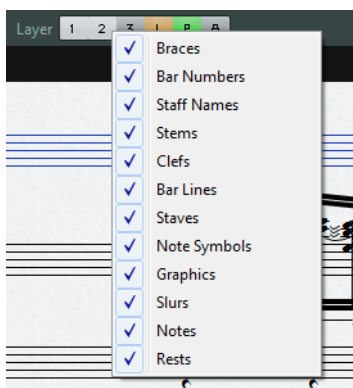 Layer 1 2 3 L P A
Braces
Bar Numbers
Staff Names
Stems
Clefs
Bar Lines
Staves
Note Symbols
Graphics
Slurs
Notes
Rests